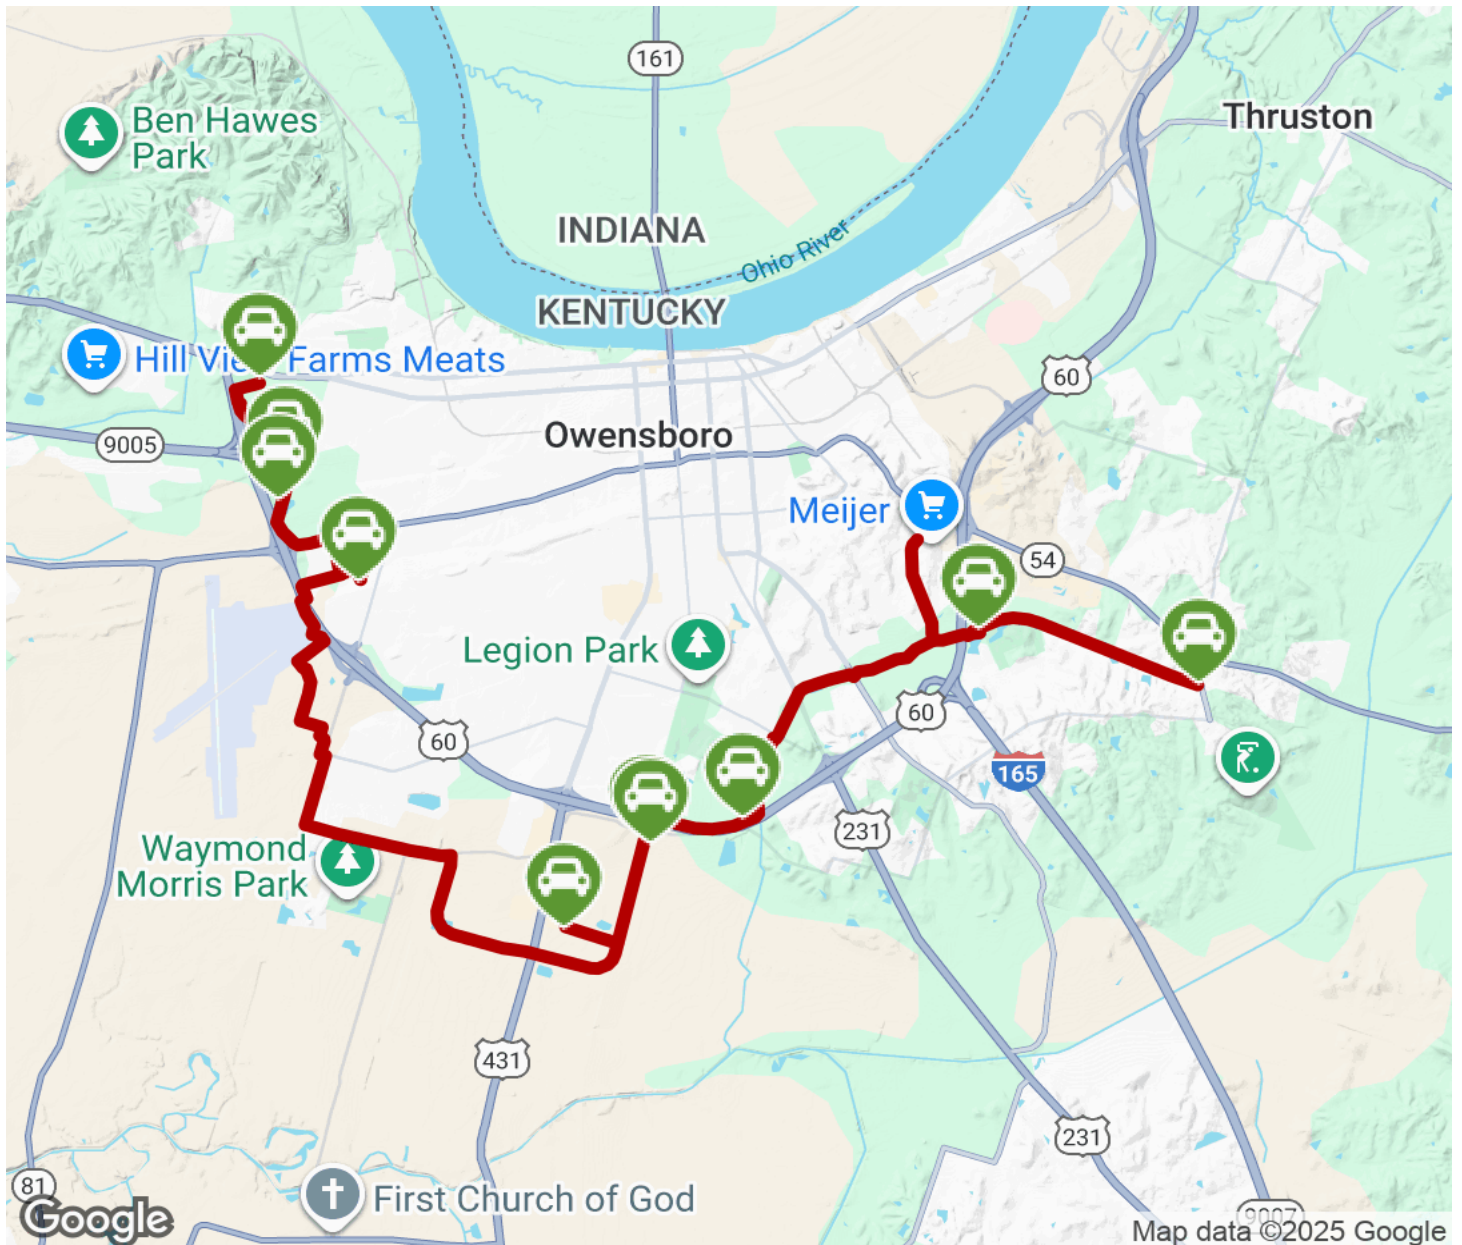 161
Thruston
Ben Hawes
Park
INDIANA
Ohio River
KENTUCKY
Hill View Farms Meats
60
9005
Owensboro
Meijer
54
Legion Park
60
60
165
231
Waymond
Morris Park
431
231
81
First Church of God
9007
Google
Map data ©2025 Google